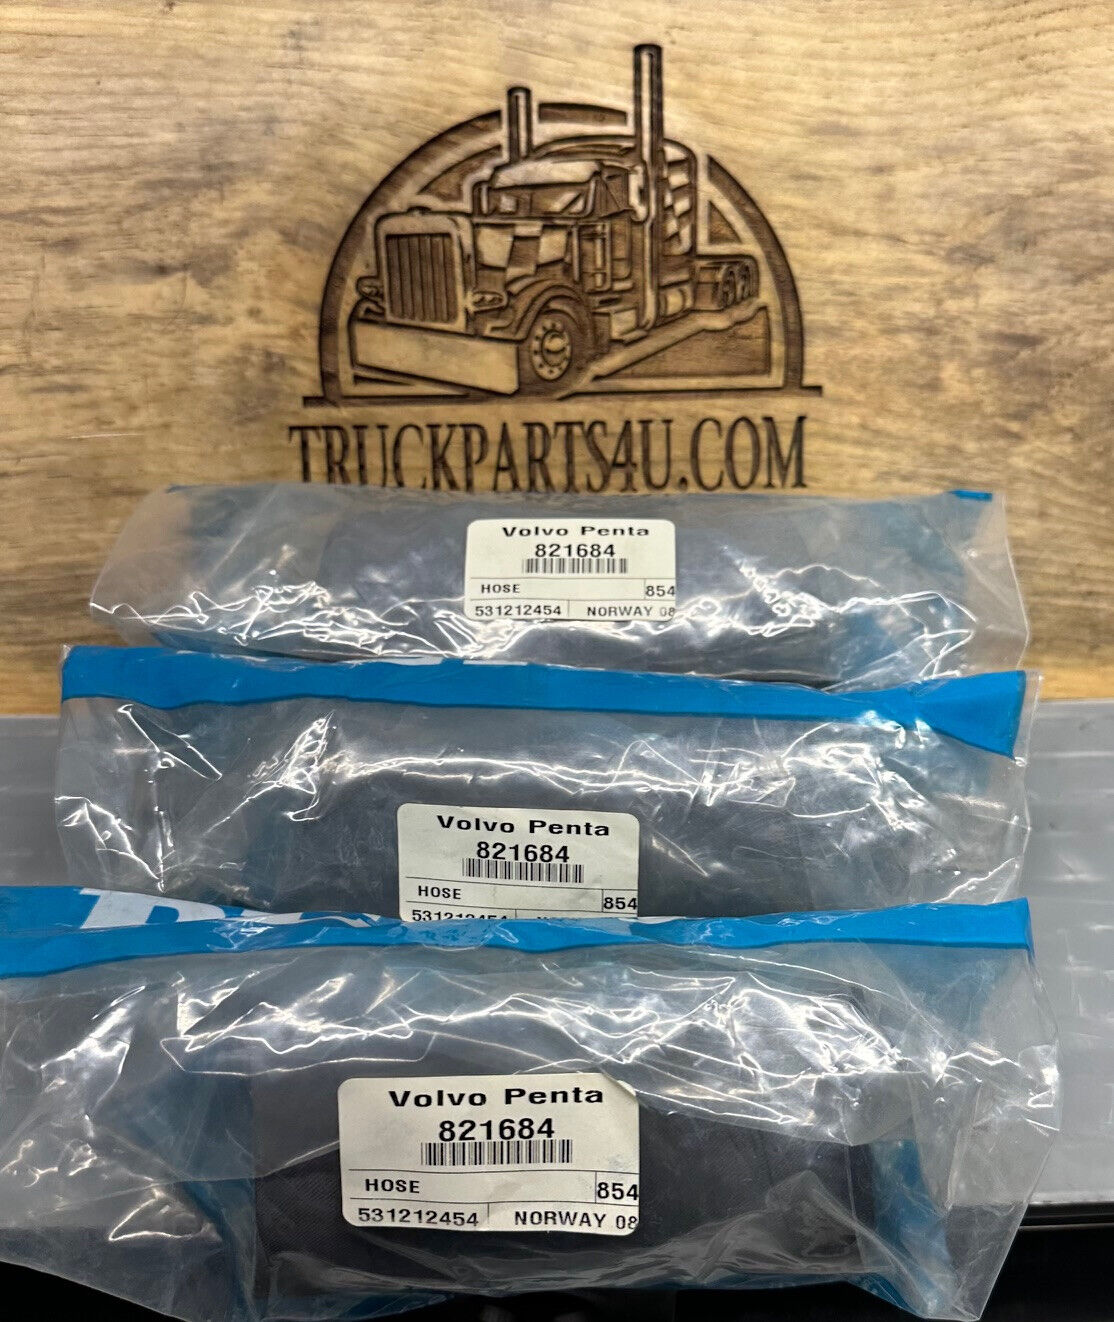 TRUCKPARTS4U.COM
Volvo Penta
821684
HOSE 854
531212454 NORWAY 08
Volvo Penta
821684
HOSE 854
531212454
Volvo Penta
821684
HOSE 854
531212454 NORWAY 08